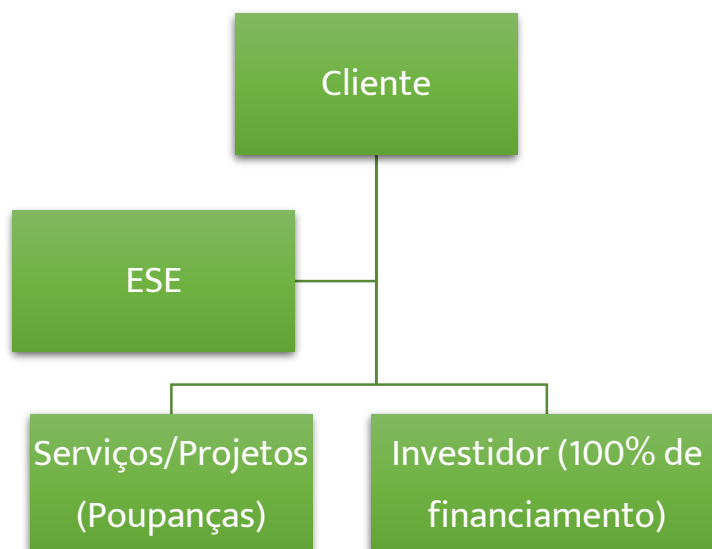 Cliente
ESE
Serviços/Projetos
(Poupanças)
Investidor (100% de
financiamento)